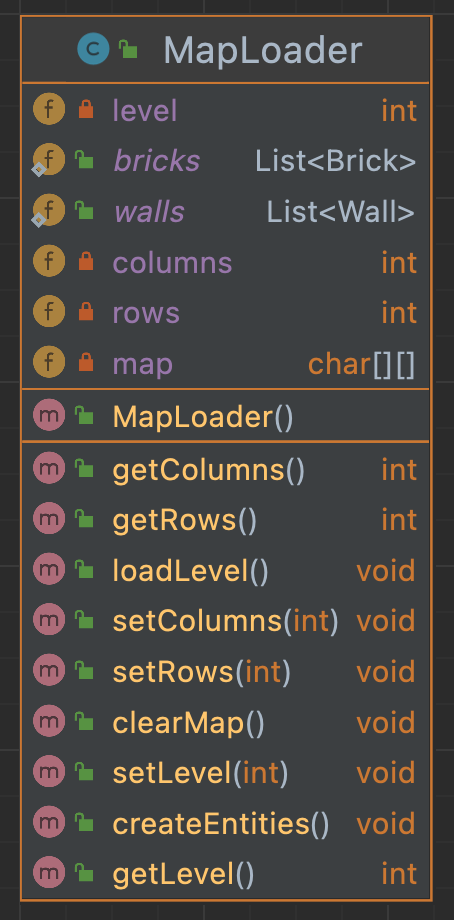 C MapLoader
f level int
f bricks List<Brick>
f walls List<Wall>
f columns int
f rows int
f map char[][]
m MapLoader()
m getColumns() int
m getRows() int
m loadLevel() void
m setColumns(int) void
m setRows(int) void
m clearMap() void
m setLevel(int) void
m createEntities() void
m getLevel() int